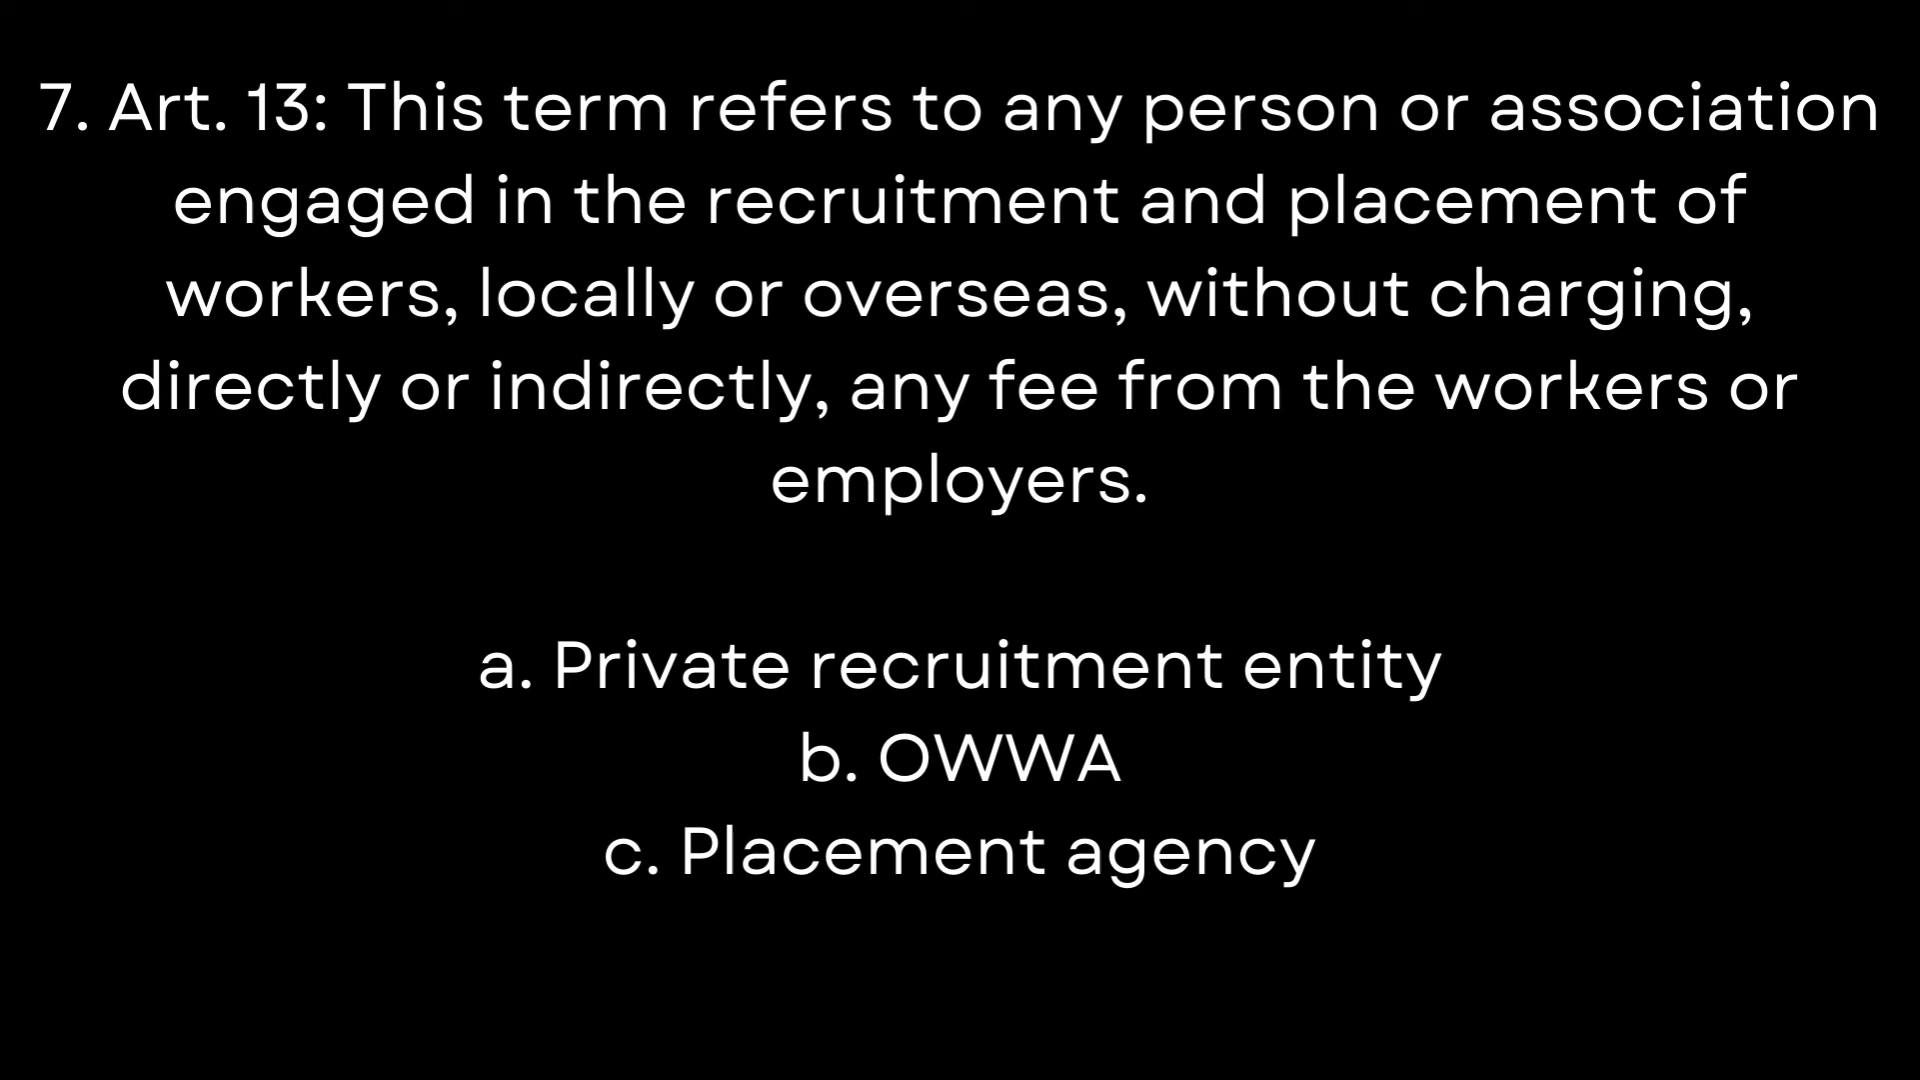 7. Art. 13: This term refers to any person or association
engaged in the recruitment and placement of
workers, locally or overseas, without charging,
directly or indirectly, any fee from the workers or
employers.
a. Private recruitment entity
b. OWWA
c. Placement agency